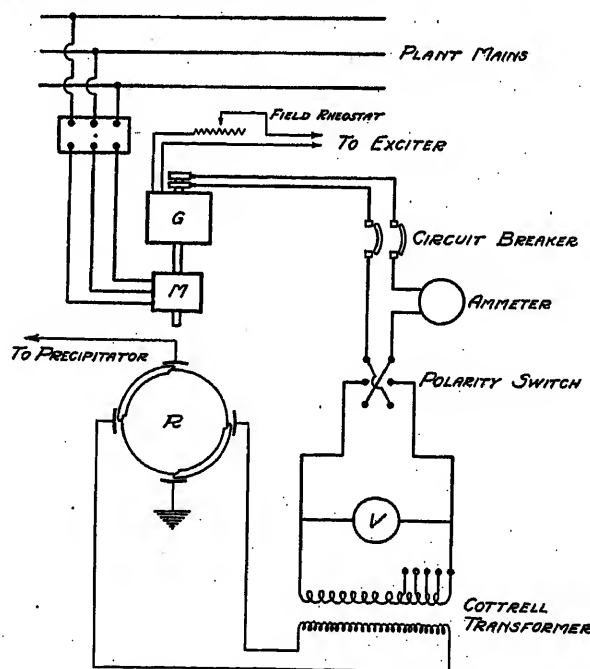 PLANT MAINS
FIELD RHEOSTAT
TO EXCITER
G
CIRCUIT BREAKER
M
AMMETER
TO PRECIPITATOR
POLARITY SWITCH
R
V
COTTRELL
TRANSFORMER